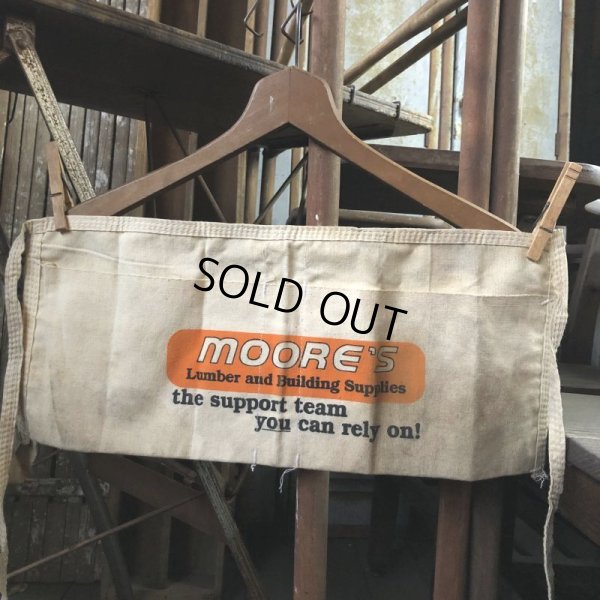 SOLD OUT
MOORE'S
Lumber and Building Supplies
the support team
you can rely on!